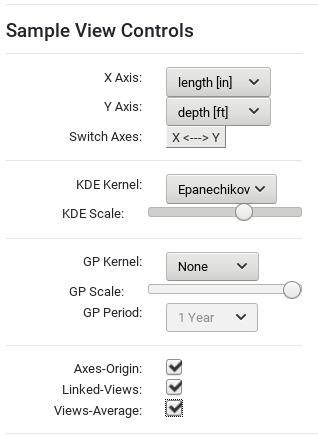 Sample View Controls
X Axis: length [in]
Y Axis: depth [ft]
Switch Axes: X <---> Y
KDE Kernel: Epanechikov
KDE Scale:
GP Kernel: None
GP Scale:
GP Period: 1 Year
Axes-Origin:
Linked-Views:
Views-Average: